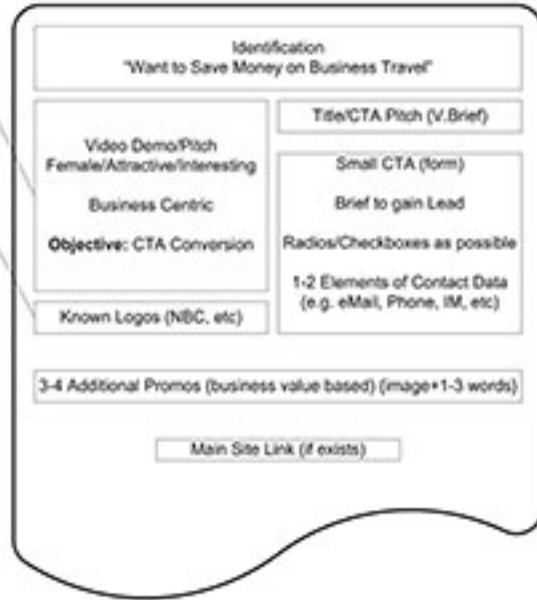 Identification
"Want to Save Money on Business Travel"
Video Demo/Pitch
Female/Attractive/Interesting
Business Centric
Objective: CTA Conversion
Known Logos (NBC, etc)
Title/CTA Pitch (V.Brief)
Small CTA (form)
Brief to gain Lead
Radios/Checkboxes as possible
1-2 Elements of Contact Data
(e.g. eMail, Phone, IM, etc)
3-4 Additional Promos (business value based) {image+1-3 words}
Main Site Link (if exists)